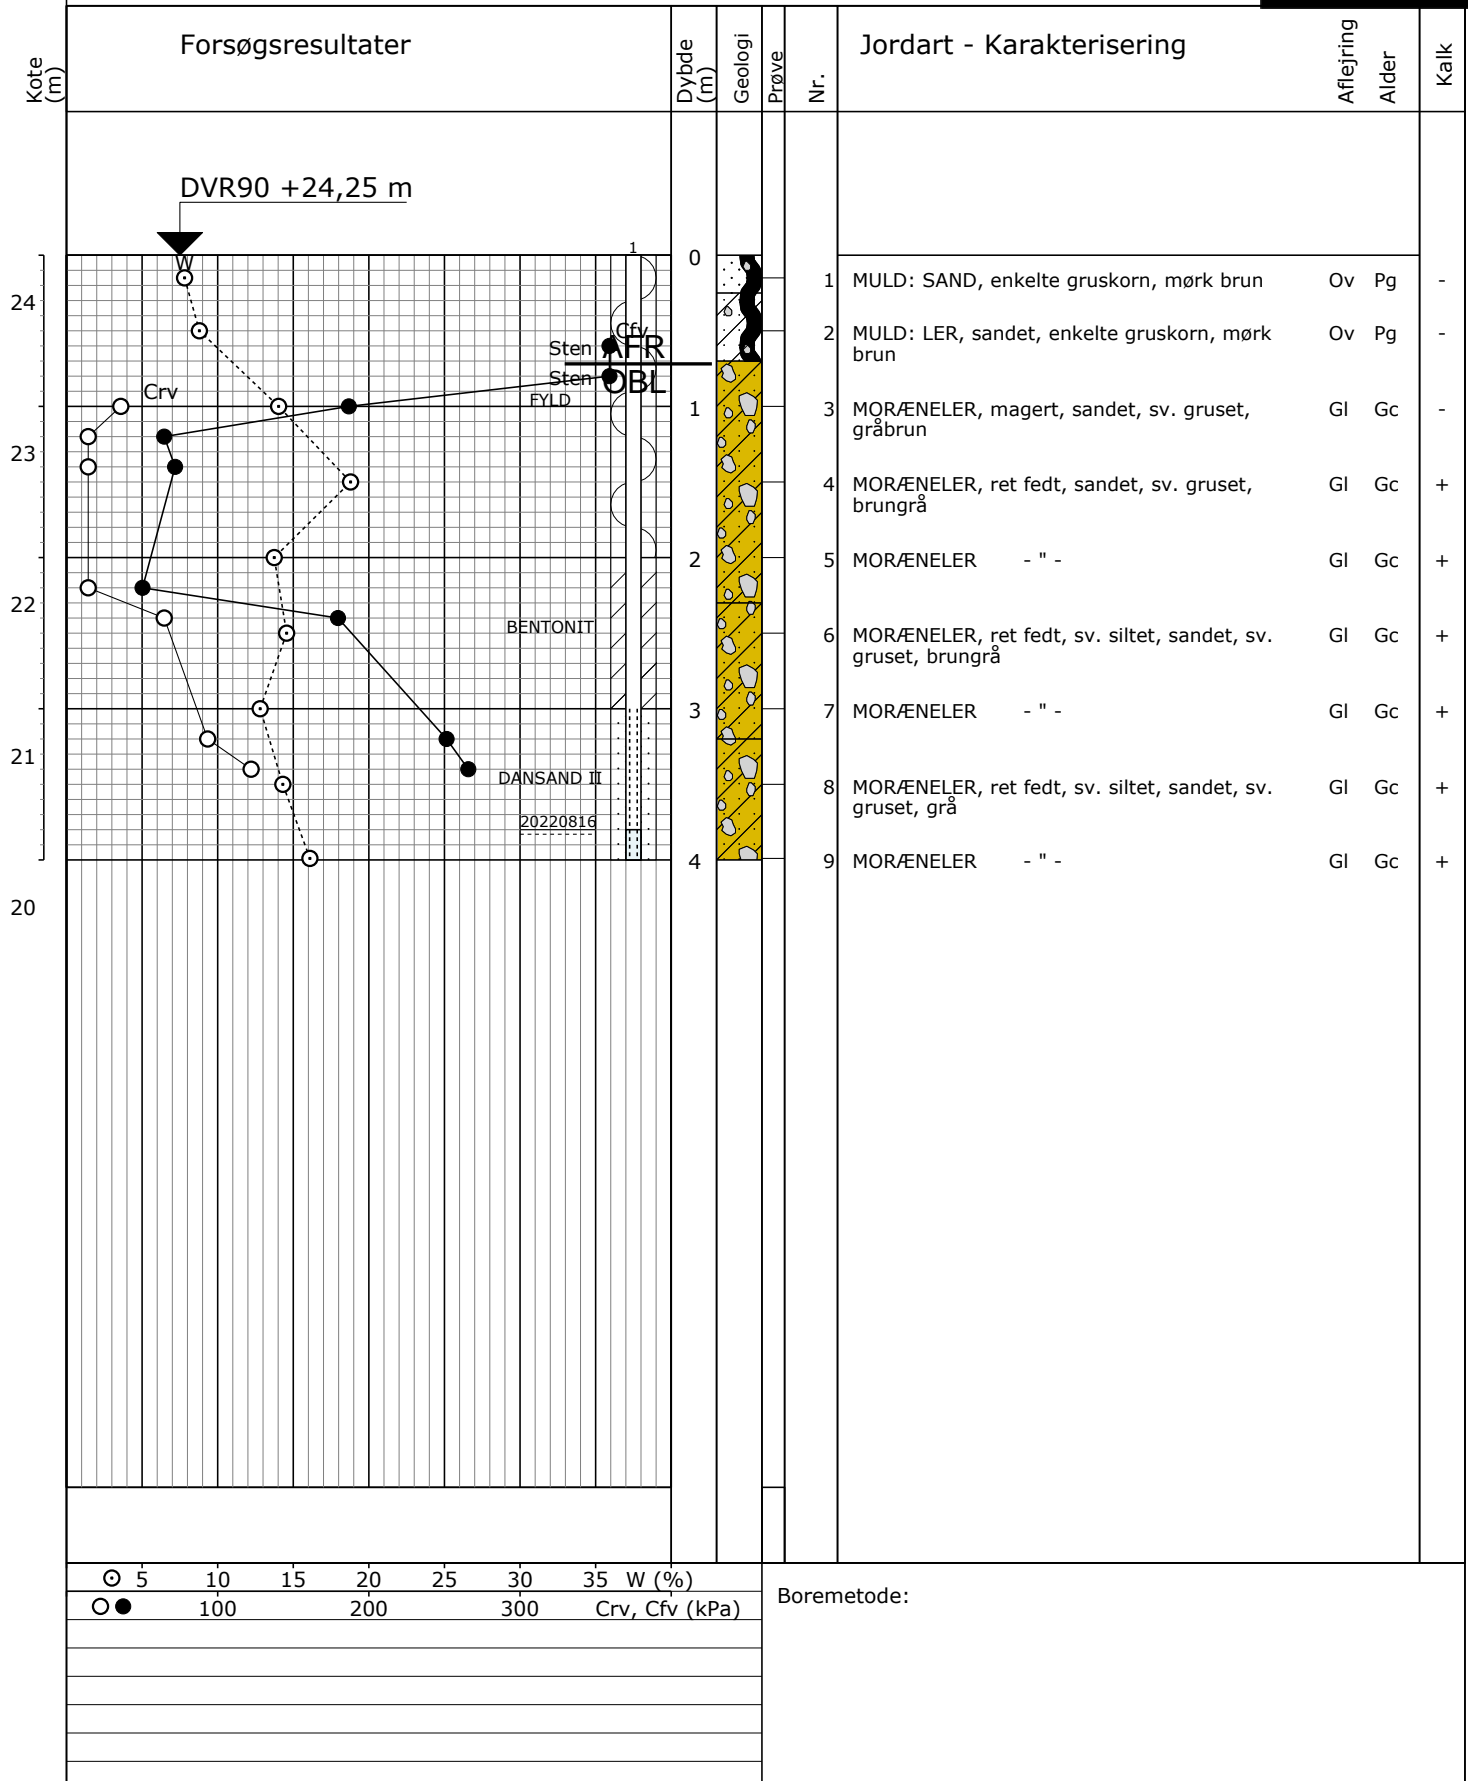 Kote (m)
Forsøgsresultater
Dybde (m)
Geologi
Prøve
Nr.
Jordart - Karakterisering
Aflejring
Alder
Kalk
DVR90 +24,25 m
W
1
0
1 MULD: SAND, enkelte gruskorn, mørk brun Ov Pg -
24
Cfv
2 MULD: LER, sandet, enkelte gruskorn, mørk Ov Pg -
brun
Sten AFR
Sten OBL
Crv
FYLD
1
3 MORÆNELER, magert, sandet, sv. gruset, Gl Gc -
gråbrun
23
4 MORÆNELER, ret fedt, sandet, sv. gruset, Gl Gc +
brungrå
2
5 MORÆNELER - " - Gl Gc +
22
BENTONIT
6 MORÆNELER, ret fedt, sv. siltet, sandet, sv. Gl Gc +
gruset, brungrå
3
7 MORÆNELER - " - Gl Gc +
21
DANSAND II
8 MORÆNELER, ret fedt, sv. siltet, sandet, sv. Gl Gc +
gruset, grå
20220816
4
9 MORÆNELER - " - Gl Gc +
20
5 10 15 20 25 30 35 W (%)
100 200 300 Crv, Cfv (kPa)
Boremetode: